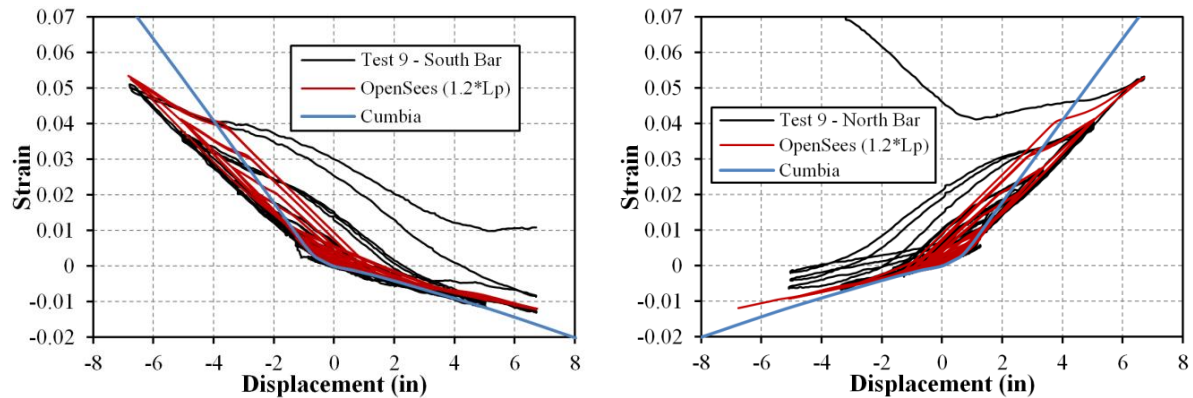 0.07
0.06
0.05
0.04
0.03
0.02
0.01
0
-0.01
-0.02
Strain
Test 9 - South Bar
OpenSees (1.2*Lp)
Cumbia
-8 -6 -4 -2 0 2 4 6 8
Displacement (in)
0.07
0.06
0.05
0.04
0.03
0.02
0.01
0
-0.01
-0.02
Strain
Test 9 - North Bar
OpenSees (1.2*Lp)
Cumbia
-8 -6 -4 -2 0 2 4 6 8
Displacement (in)